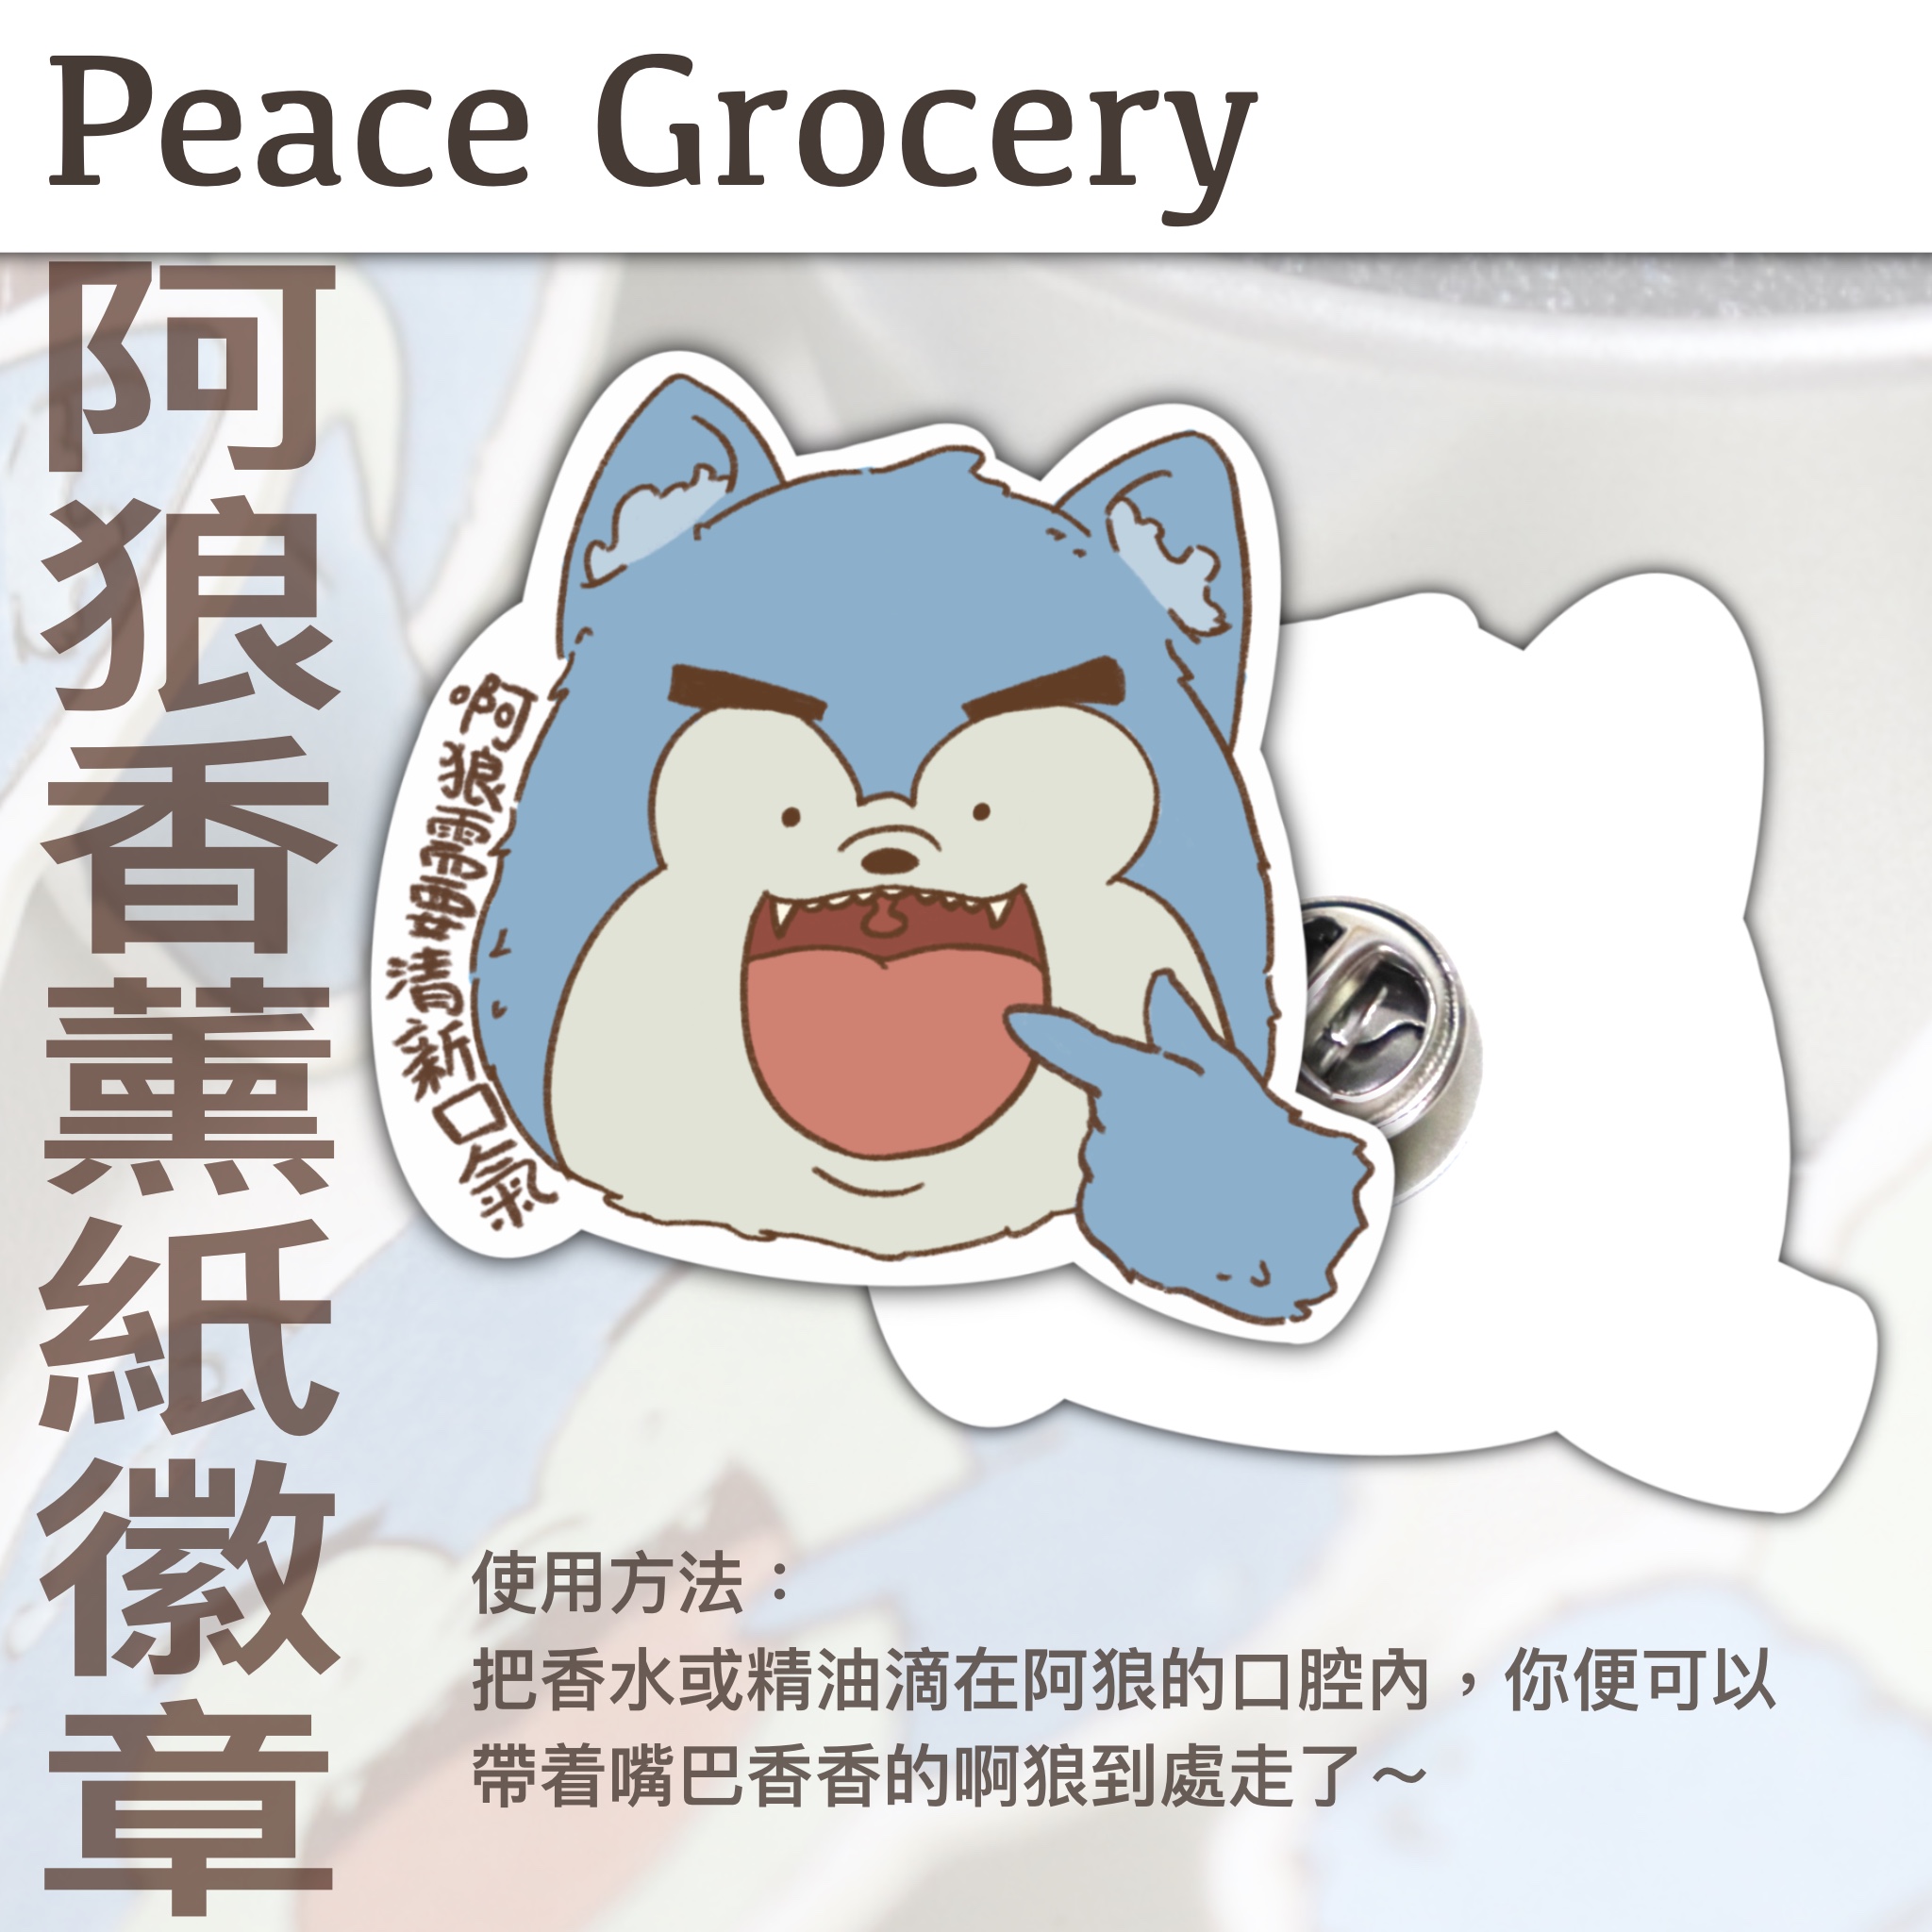 Peace Grocery
阿狼香薰紙徽章
啊狼需要清新口氣
使用方法：
把香水或精油滴在阿狼的口腔內，你便可以
帶着嘴巴香香的啊狼到處走了～